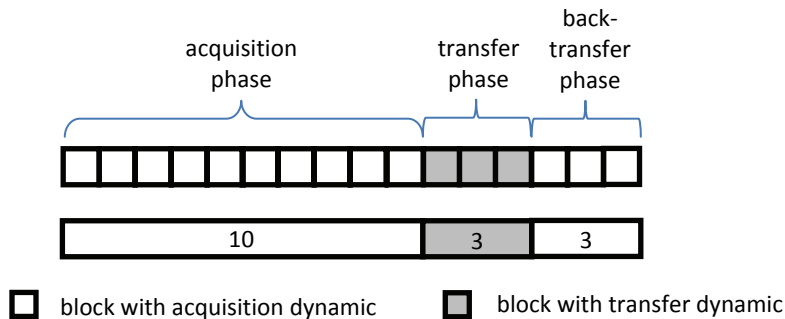 acquisition
phase
transfer
phase
back-
transfer
phase
10
3
3
block with acquisition dynamic
block with transfer dynamic